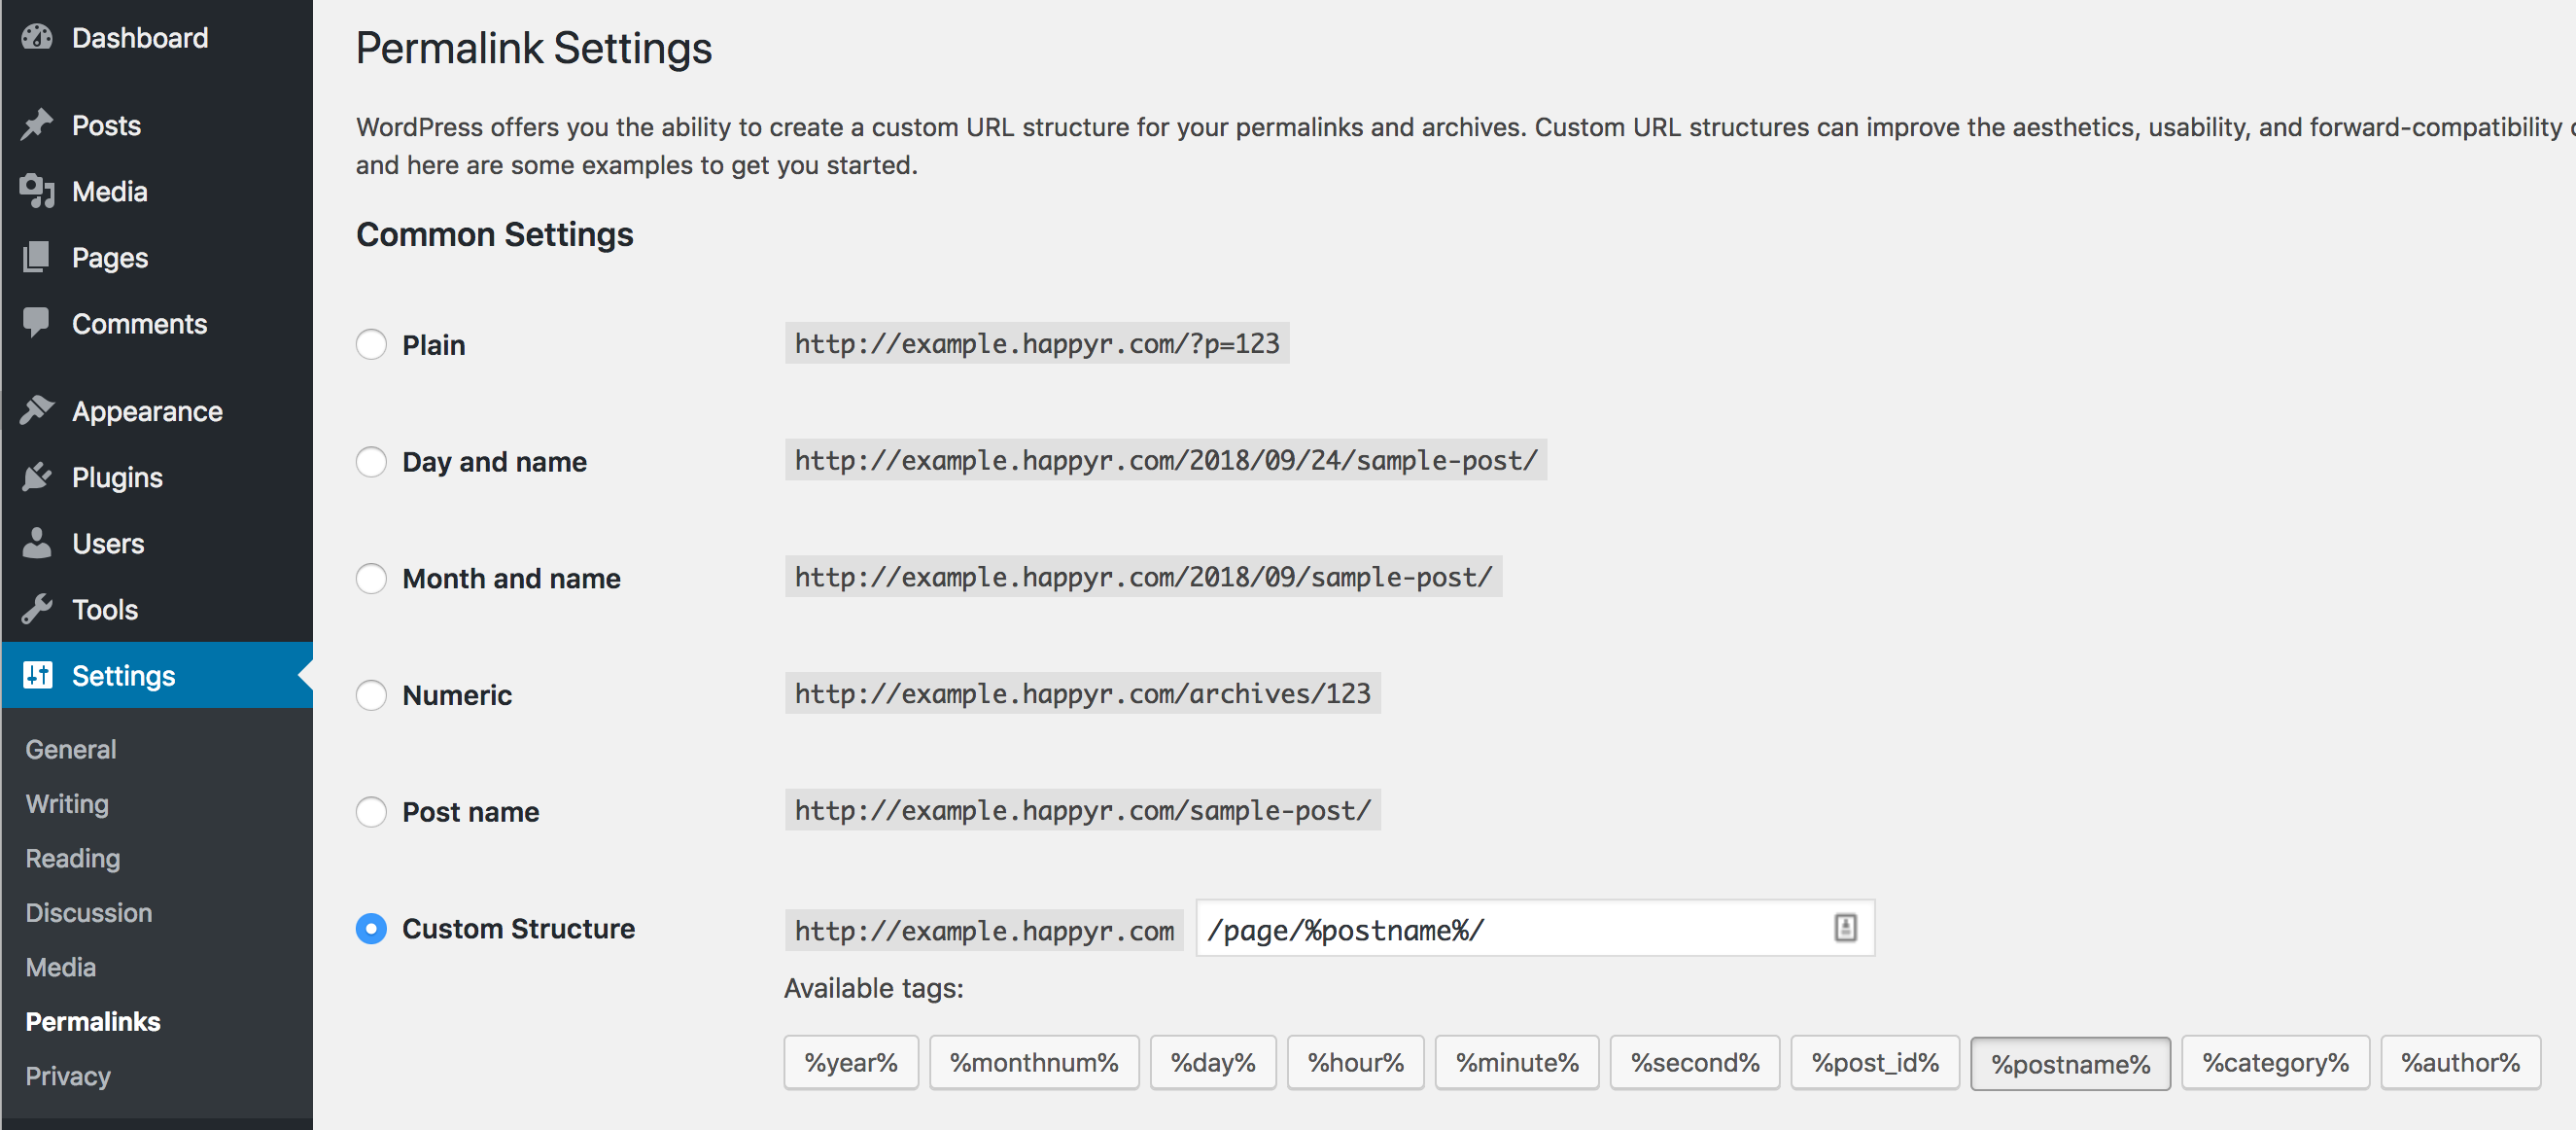 Dashboard
Posts
Media
Pages
Comments
Appearance
Plugins
Users
Tools
Settings
General
Writing
Reading
Discussion
Media
Permalinks
Privacy
Permalink Settings
WordPress offers you the ability to create a custom URL structure for your permalinks and archives. Custom URL structures can improve the aesthetics, usability, and forward-compatibility
and here are some examples to get you started.
Common Settings
Plain http://example.happyr.com/?p=123
Day and name http://example.happyr.com/2018/09/24/sample-post/
Month and name http://example.happyr.com/2018/09/sample-post/
Numeric http://example.happyr.com/archives/123
Post name http://example.happyr.com/sample-post/
Custom Structure http://example.happyr.com /page/%postname%/
Available tags:
%year% %monthnum% %day% %hour% %minute% %second% %post_id% %postname% %category% %author%